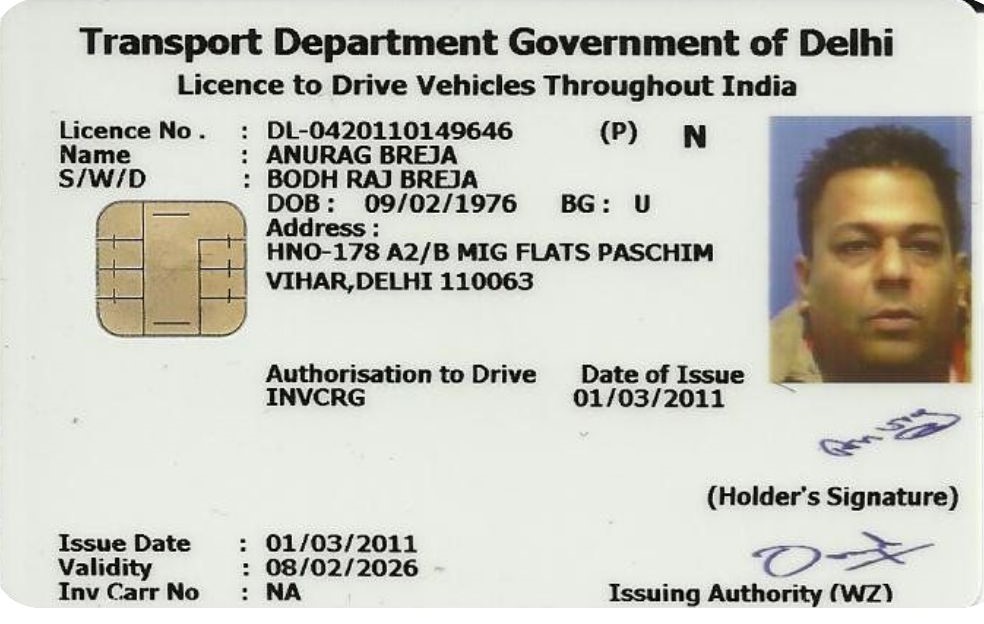 Transport Department Government of Delhi
Licence to Drive Vehicles Throughout India
Licence No . : DL-0420110149646 (P) N
Name : ANURAG BREJA
S/W/D : BODH RAJ BREJA
DOB : 09/02/1976 BG : U
Address :
HNO-178 A2/B MIG FLATS PASCHIM
VIHAR,DELHI 110063
Authorisation to Drive Date of Issue
INVCRG 01/03/2011
Anurag
(Holder's Signature)
Issue Date : 01/03/2011
Validity : 08/02/2026
Inv Carr No : NA
Issuing Authority (WZ)